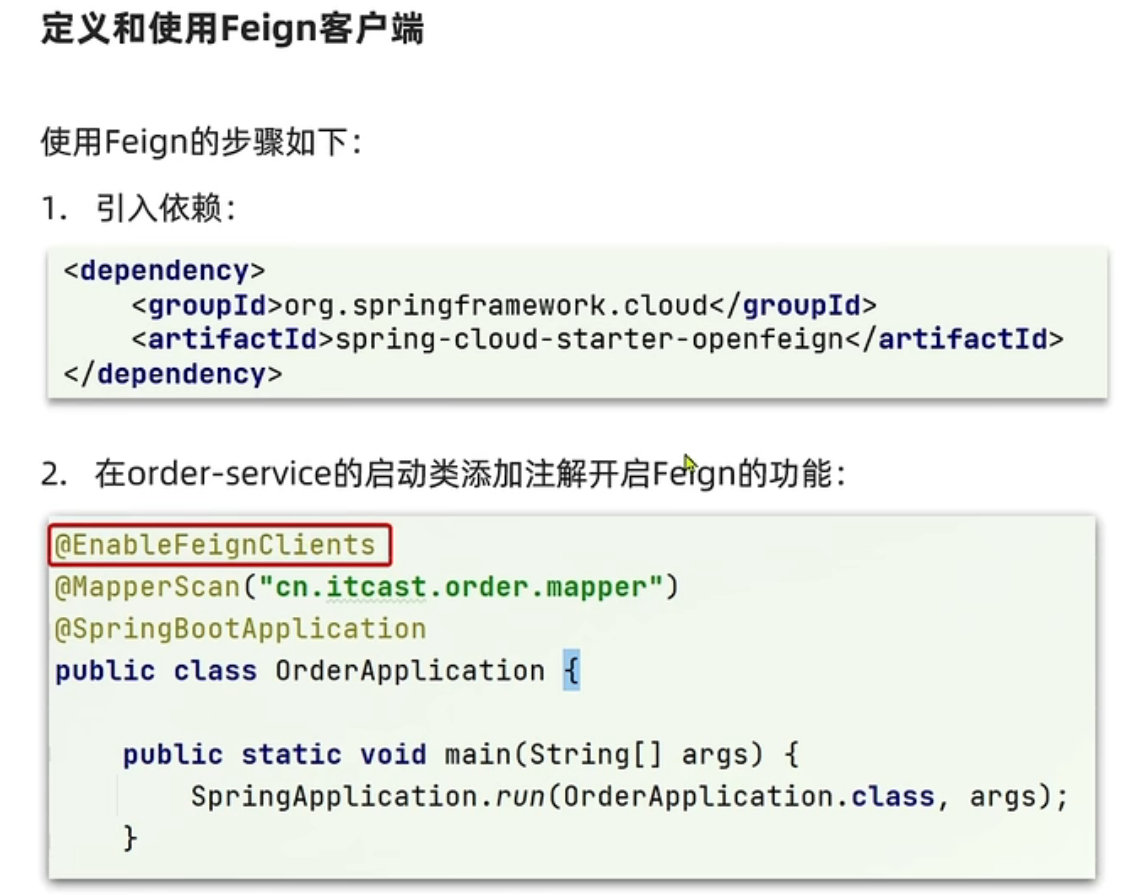 定义和使用Feign客户端
使用Feign的步骤如下：
1. 引入依赖：
<dependency>
    <groupId>org.springframework.cloud</groupId>
    <artifactId>spring-cloud-starter-openfeign</artifactId>
</dependency>
2. 在order-service的启动类添加注解开启Feign的功能：
@EnableFeignClients
@MapperScan("cn.itcast.order.mapper")
@SpringBootApplication
public class OrderApplication {
    public static void main(String[] args) {
        SpringApplication.run(OrderApplication.class, args);
    }